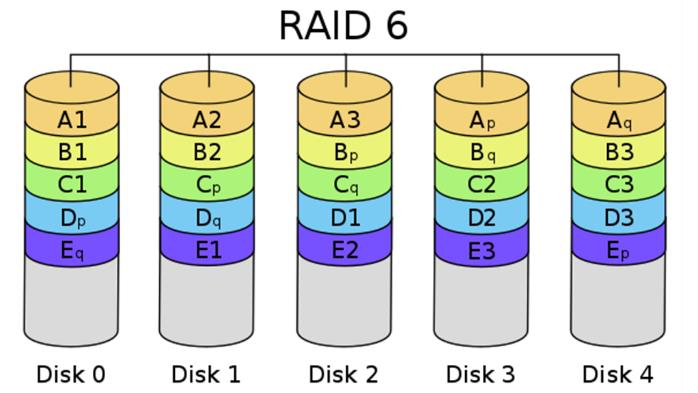 RAID 6
A1 A2 A3 Ap Aq
B1 B2 Bp Bq B3
C1 Cp Cq C2 C3
Dp Dq D1 D2 D3
Eq E1 E2 E3 Ep
Disk 0 Disk 1 Disk 2 Disk 3 Disk 4